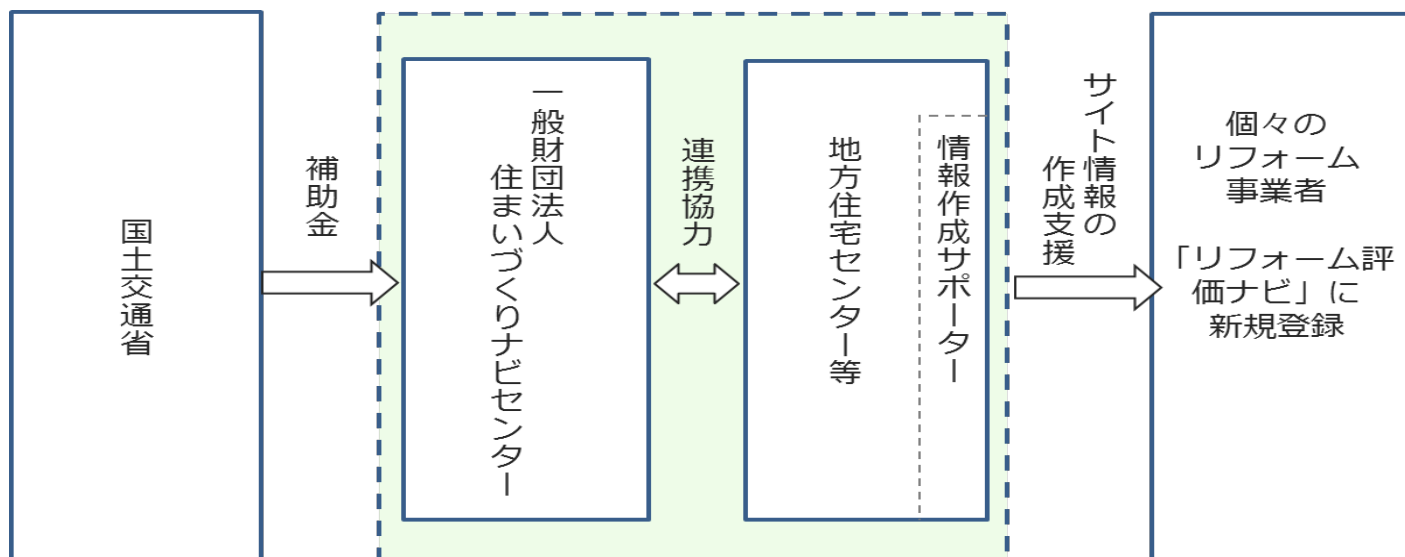 国土交通省
補助金
一般財団法人
住まいづくりナビセンター
連携協力
地方住宅センター等
情報作成サポーター
サイト情報の
作成支援
個々の
リフォーム
事業者
「リフォーム評
価ナビ」に
新規登録